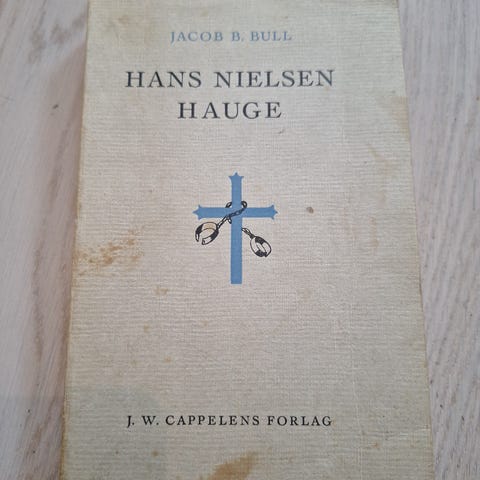 JACOB B. BULL
HANS NIELSEN
HAUGE
J. W. CAPPELENS FORLAG